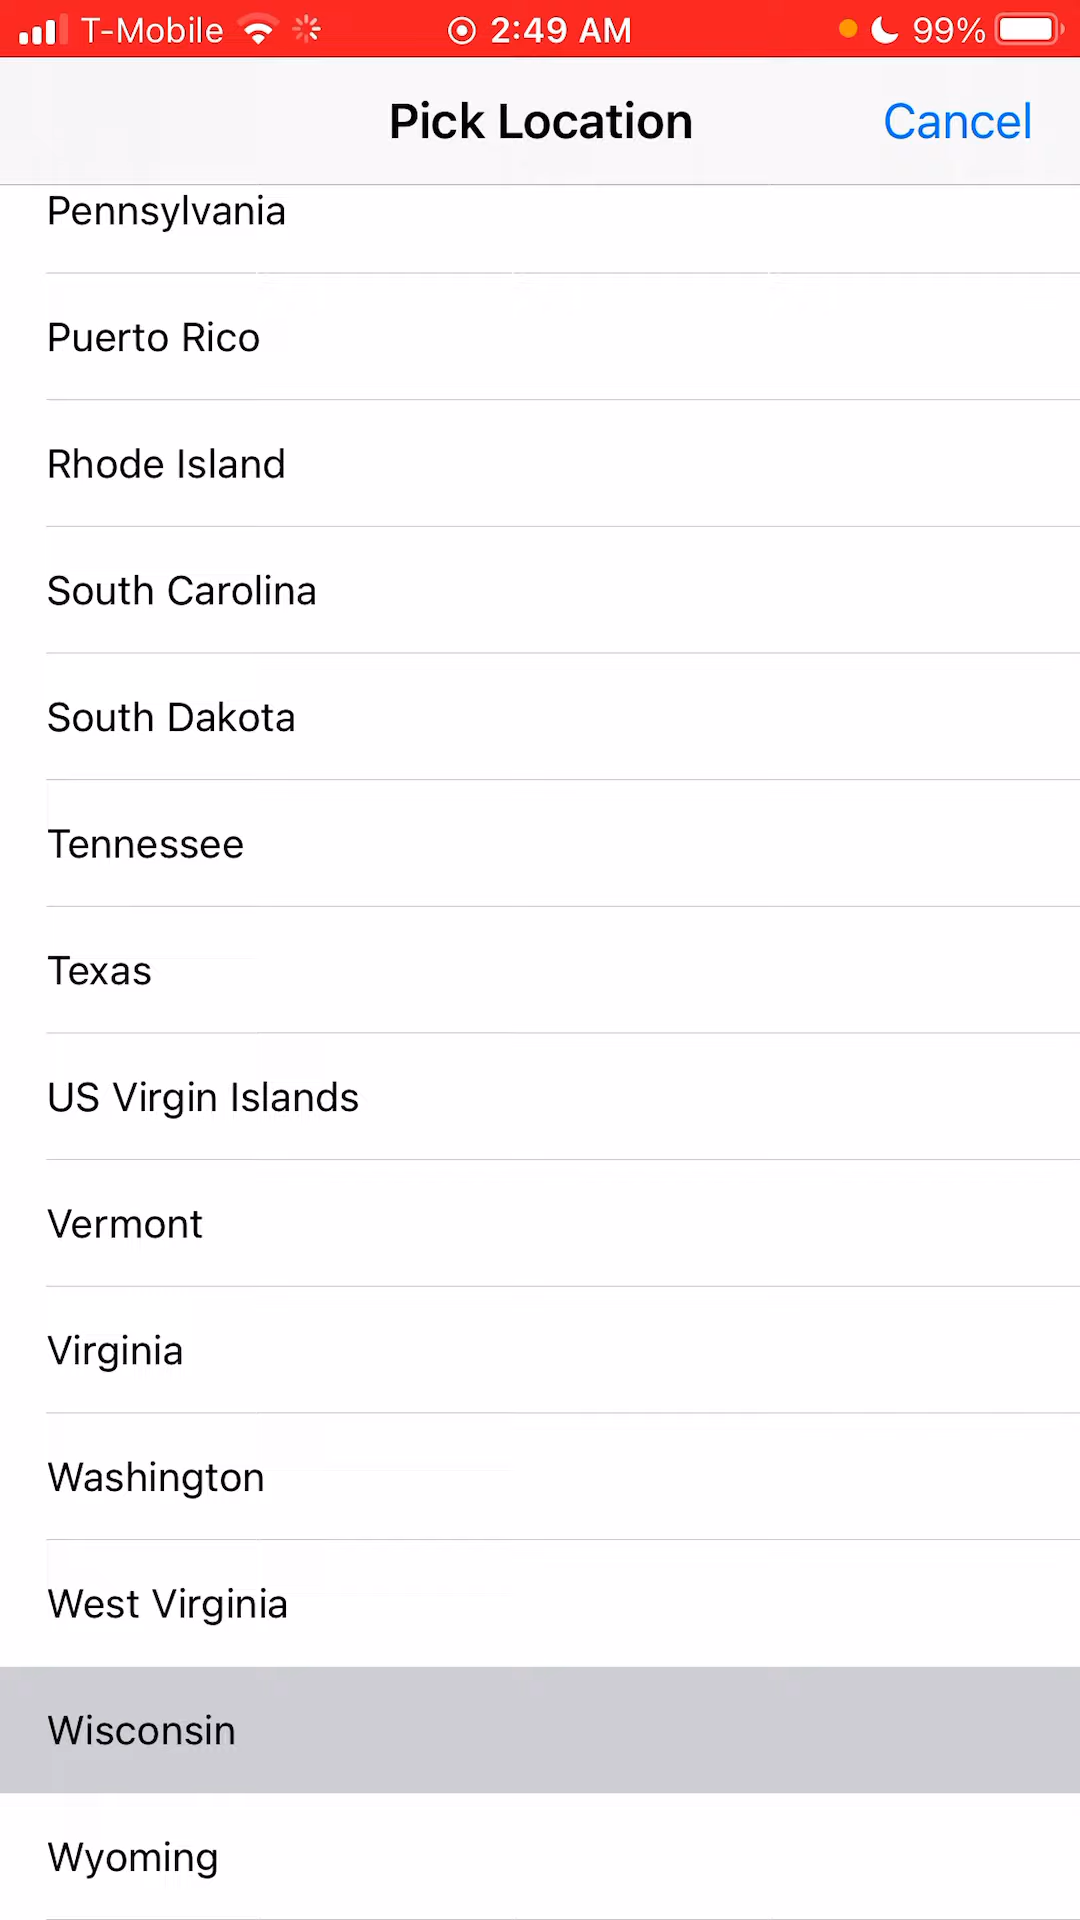 T-Mobile 2:49 AM 99%
Pick Location Cancel
Pennsylvania
Puerto Rico
Rhode Island
South Carolina
South Dakota
Tennessee
Texas
US Virgin Islands
Vermont
Virginia
Washington
West Virginia
Wisconsin
Wyoming